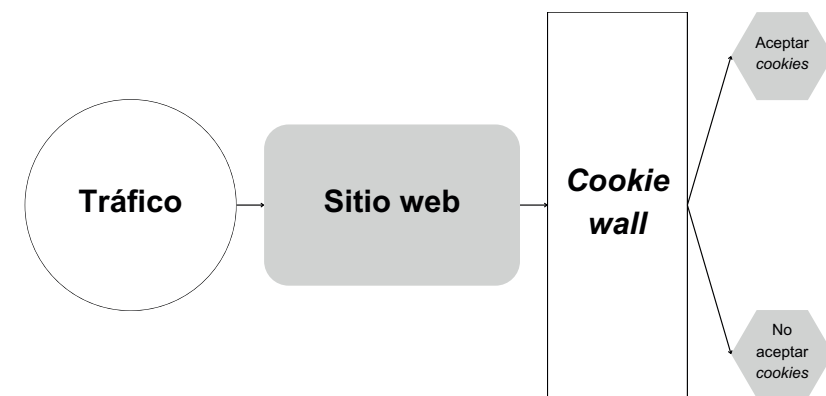 Tráfico
Sitio web
Cookie
wall
Aceptar
cookies
No
aceptar
cookies